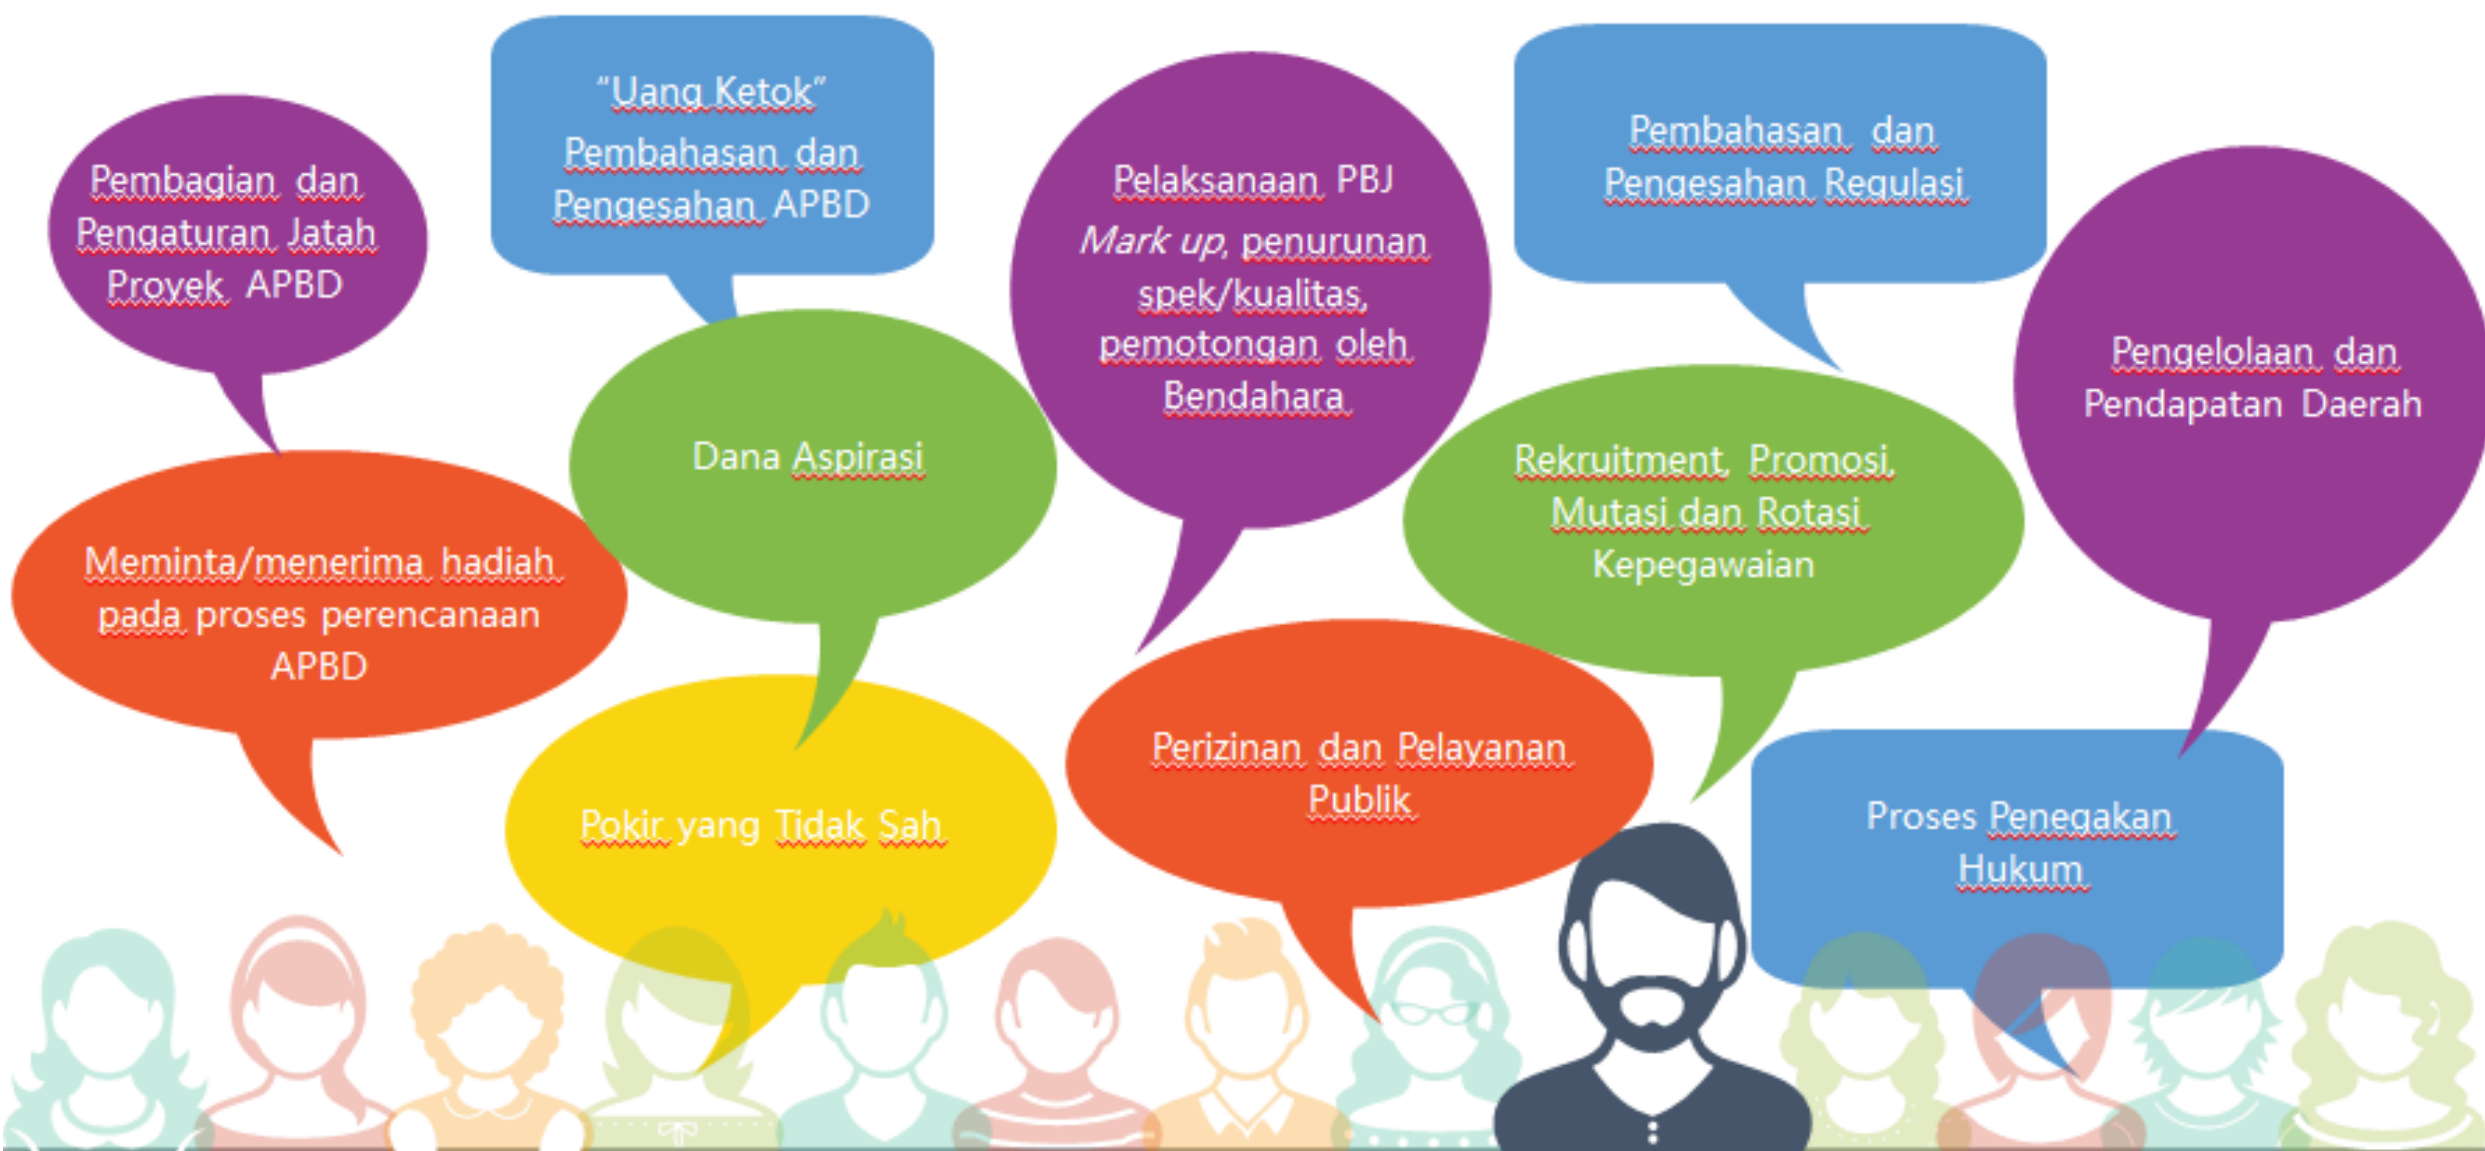 Pembagian dan
Pengaturan Jatah
Proyek APBD
“Uang Ketok”
Pembahasan dan
Pengesahan APBD
Pelaksanaan PBJ
Mark up, penurunan
spek/kualitas,
pemotongan oleh
Bendahara
Pembahasan dan
Pengesahan Regulasi
Pengelolaan dan
Pendapatan Daerah
Meminta/menerima hadiah
pada proses perencanaan
APBD
Dana Aspirasi
Rekruitment, Promosi,
Mutasi dan Rotasi
Kepegawaian
Pokir yang Tidak Sah
Perizinan dan Pelayanan
Publik
Proses Penegakan
Hukum